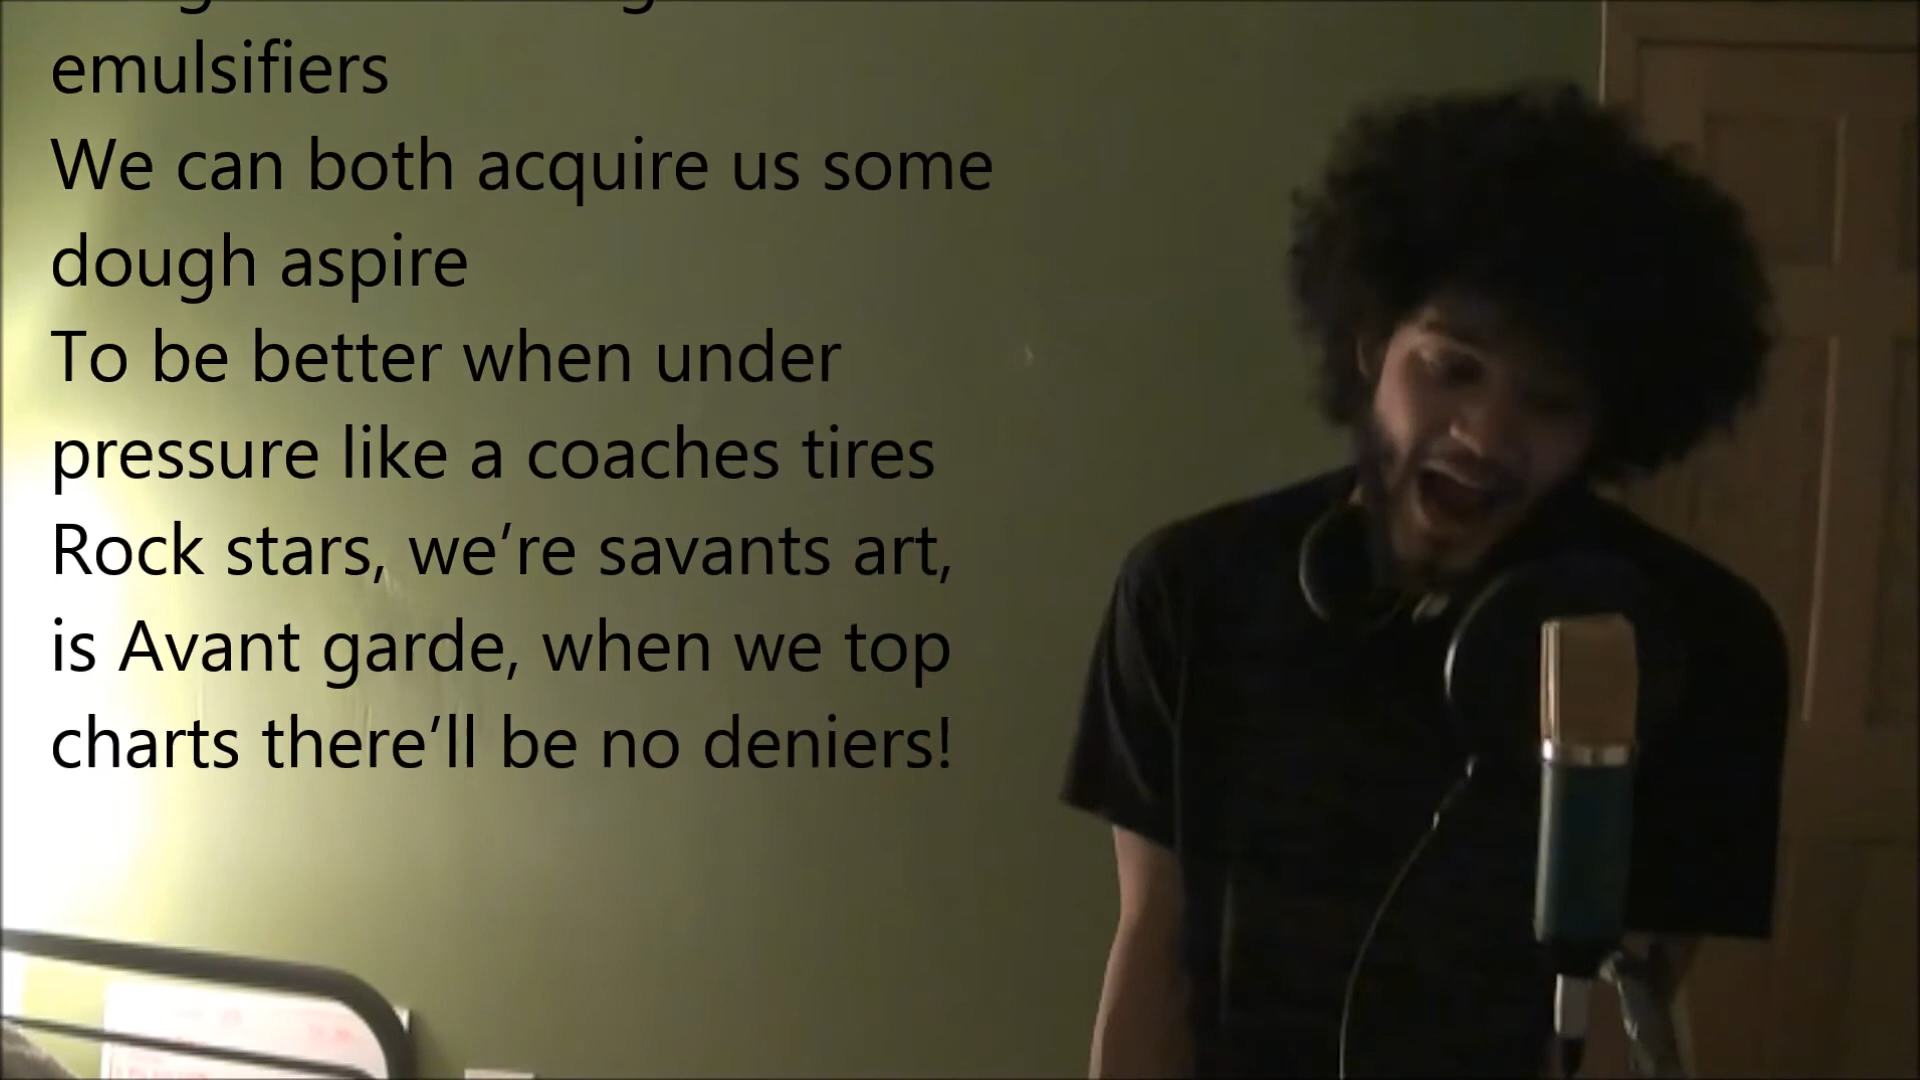 emulsifiers
We can both acquire us some
dough aspire
To be better when under
pressure like a coaches tires
Rock stars, we’re savants art,
is Avant garde, when we top
charts there’ll be no deniers!